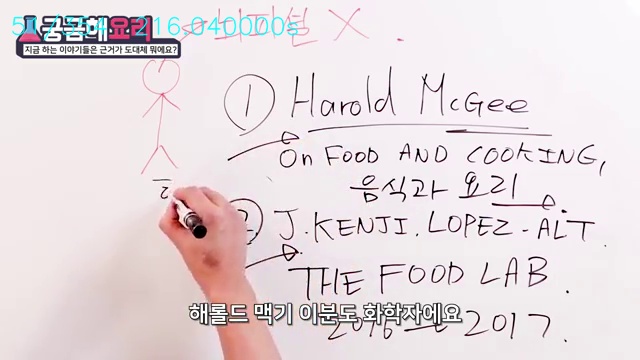 216.040000s
궁금해요리
지금 하는 이야기들은 근거가 도대체 뭐에요?
X.
① Harold McGee
ON FOOD AND COOKING,
음식과 요리.
② J.KENJI.LOPEZ-ALT.
THE FOOD LAB.
2016 2017.
해롤드 맥기 이분도 화학자에요